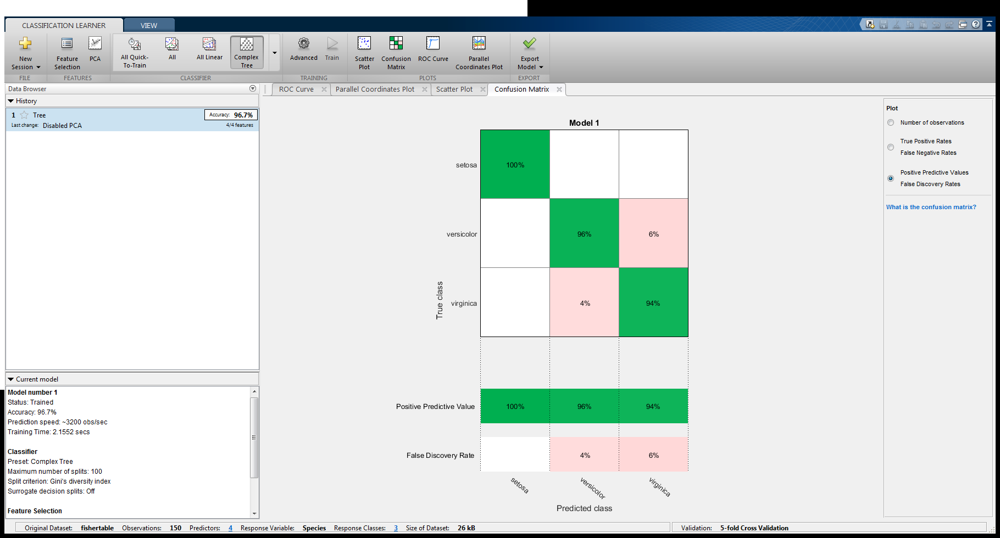 CLASSIFICATION LEARNER
VIEW
New Session
Feature Selection
PCA
All Quick-To-Train
All
All Linear
Complex Tree
Advanced
Train
Scatter Plot
Confusion Matrix
ROC Curve
Parallel Coordinates Plot
Export Model
FILE
FEATURES
CLASSIFIER
TRAINING
PLOTS
EXPORT
Data Browser
History
1 Tree
Accuracy: 96.7%
Last change: Disabled PCA
4/4 features
Current model
Model number 1
Status: Trained
Accuracy: 96.7%
Prediction speed: ~3200 obs/sec
Training Time: 2.1552 secs
Classifier
Preset: Complex Tree
Maximum number of splits: 100
Split criterion: Gini's diversity index
Surrogate decision splits: Off
Feature Selection
ROC Curve
Parallel Coordinates Plot
Scatter Plot
Confusion Matrix
Model 1
setosa
100%
versicolor
96%
6%
True class
virginica
4%
94%
Positive Predictive Value
100%
96%
94%
False Discovery Rate
4%
6%
setosa
versicolor
virginica
Predicted class
Plot
Number of observations
True Positive Rates
False Negative Rates
Positive Predictive Values
False Discovery Rates
What is the confusion matrix?
Original Dataset: fishertable Observations: 150 Predictors: 4 Response Variable: Species Response Classes: 3 Size of Dataset: 26 kB
Validation: 5-fold Cross Validation